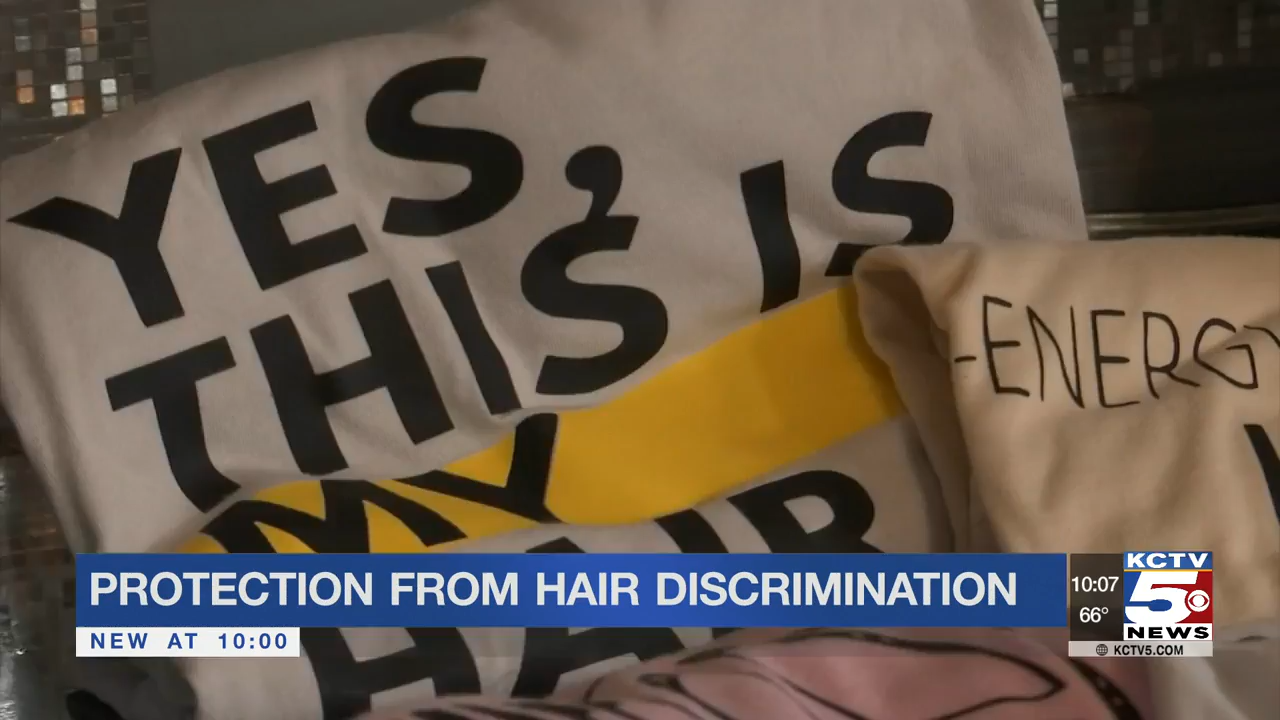 YES,
THIS IS
MY
HAIR
-ENERGY
PROTECTION FROM HAIR DISCRIMINATION
NEW AT 10:00
10:07
66°
KCTV
5
NEWS
KCTV5.COM